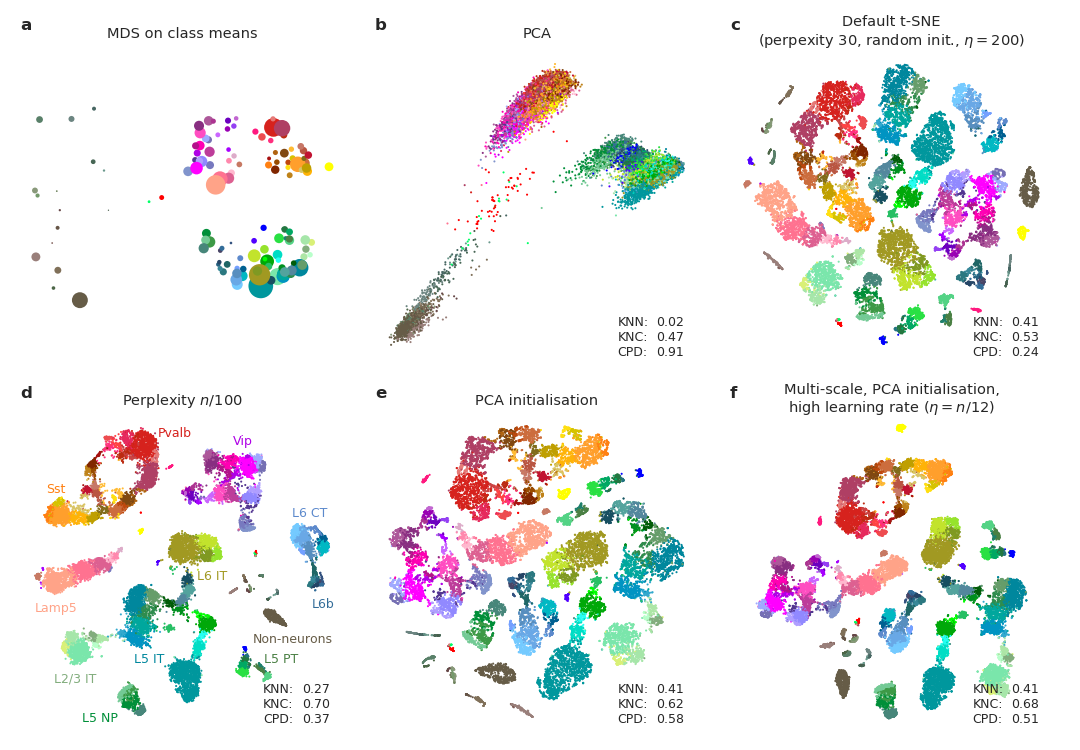 a
MDS on class means
b
PCA
KNN: 0.02
KNC: 0.47
CPD: 0.91
c
Default t-SNE
(perpexity 30, random init., η = 200)
KNN: 0.41
KNC: 0.53
CPD: 0.24
d
Perplexity n/100
Pvalb
Vip
Sst
L6 CT
L6 IT
Lamp5
L6b
Non-neurons
L5 IT
L5 PT
L2/3 IT
L5 NP
KNN: 0.27
KNC: 0.70
CPD: 0.37
e
PCA initialisation
KNN: 0.41
KNC: 0.62
CPD: 0.58
f
Multi-scale, PCA initialisation,
high learning rate (η = n/12)
KNN: 0.41
KNC: 0.68
CPD: 0.51